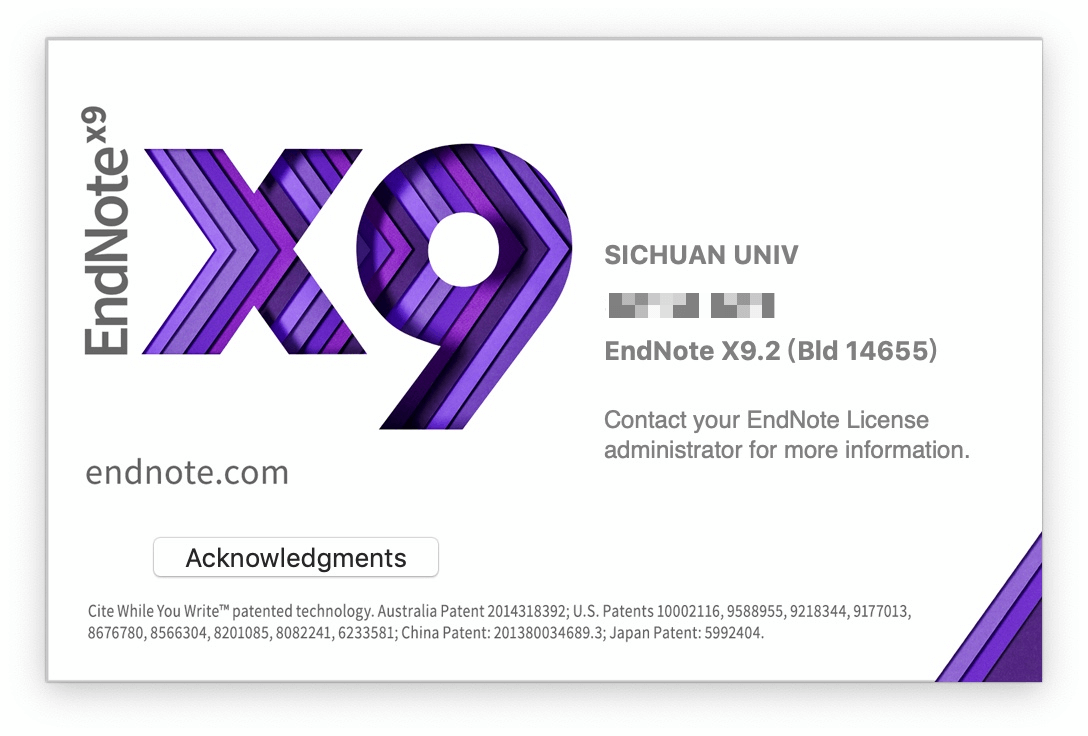 EndNote x9
X9
SICHUAN UNIV
EndNote X9.2 (Bld 14655)
Contact your EndNote License
administrator for more information.
endnote.com
Acknowledgments
Cite While You Write™ patented technology. Australia Patent 2014318392; U.S. Patents 10002116, 9588955, 9218344, 9177013,
8676780, 8566304, 8201085, 8082241, 6233581; China Patent: 201380034689.3; Japan Patent: 5992404.